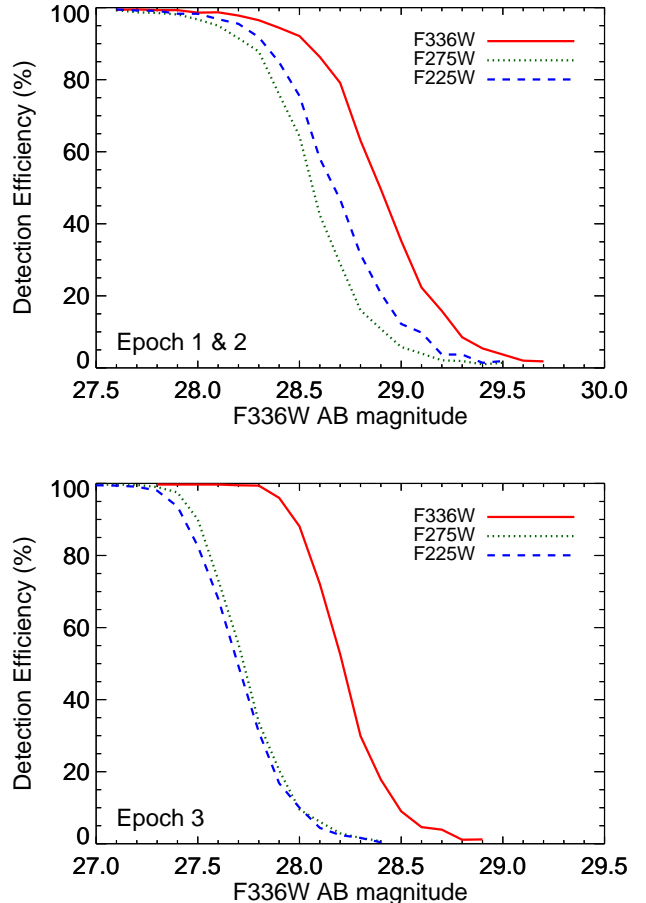 100
80
60
40
20
0
Detection Efficiency (%)
F336W
F275W
F225W
Epoch 1 & 2
27.5 28.0 28.5 29.0 29.5 30.0
F336W AB magnitude
100
80
60
40
20
0
Detection Efficiency (%)
F336W
F275W
F225W
Epoch 3
27.0 27.5 28.0 28.5 29.0 29.5
F336W AB magnitude